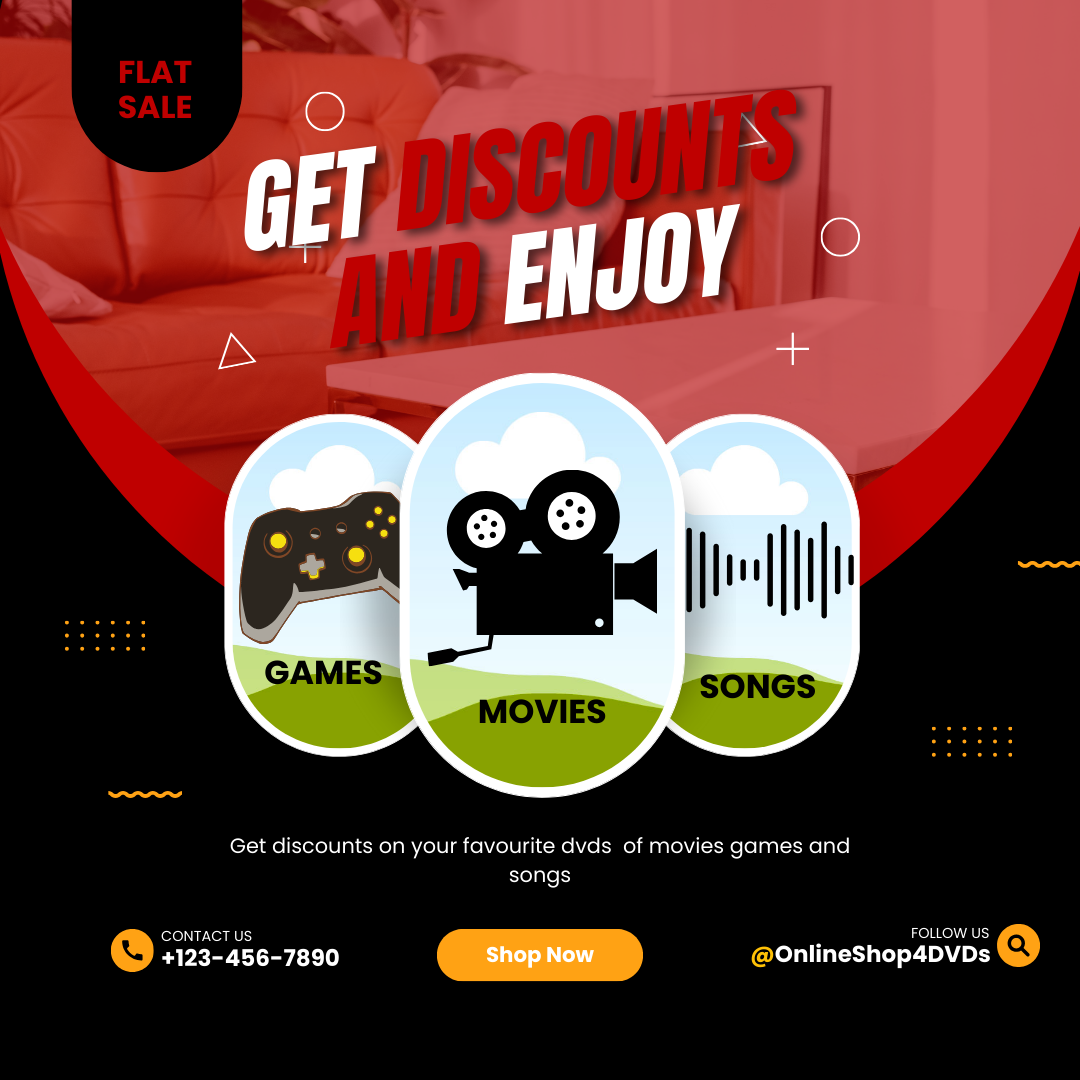 FLAT
SALE
GET DISCOUNTS
AND ENJOY
GAMES
MOVIES
SONGS
Get discounts on your favourite dvds  of movies games and
songs
CONTACT US
+123-456-7890
Shop Now
FOLLOW US
@OnlineShop4DVDs